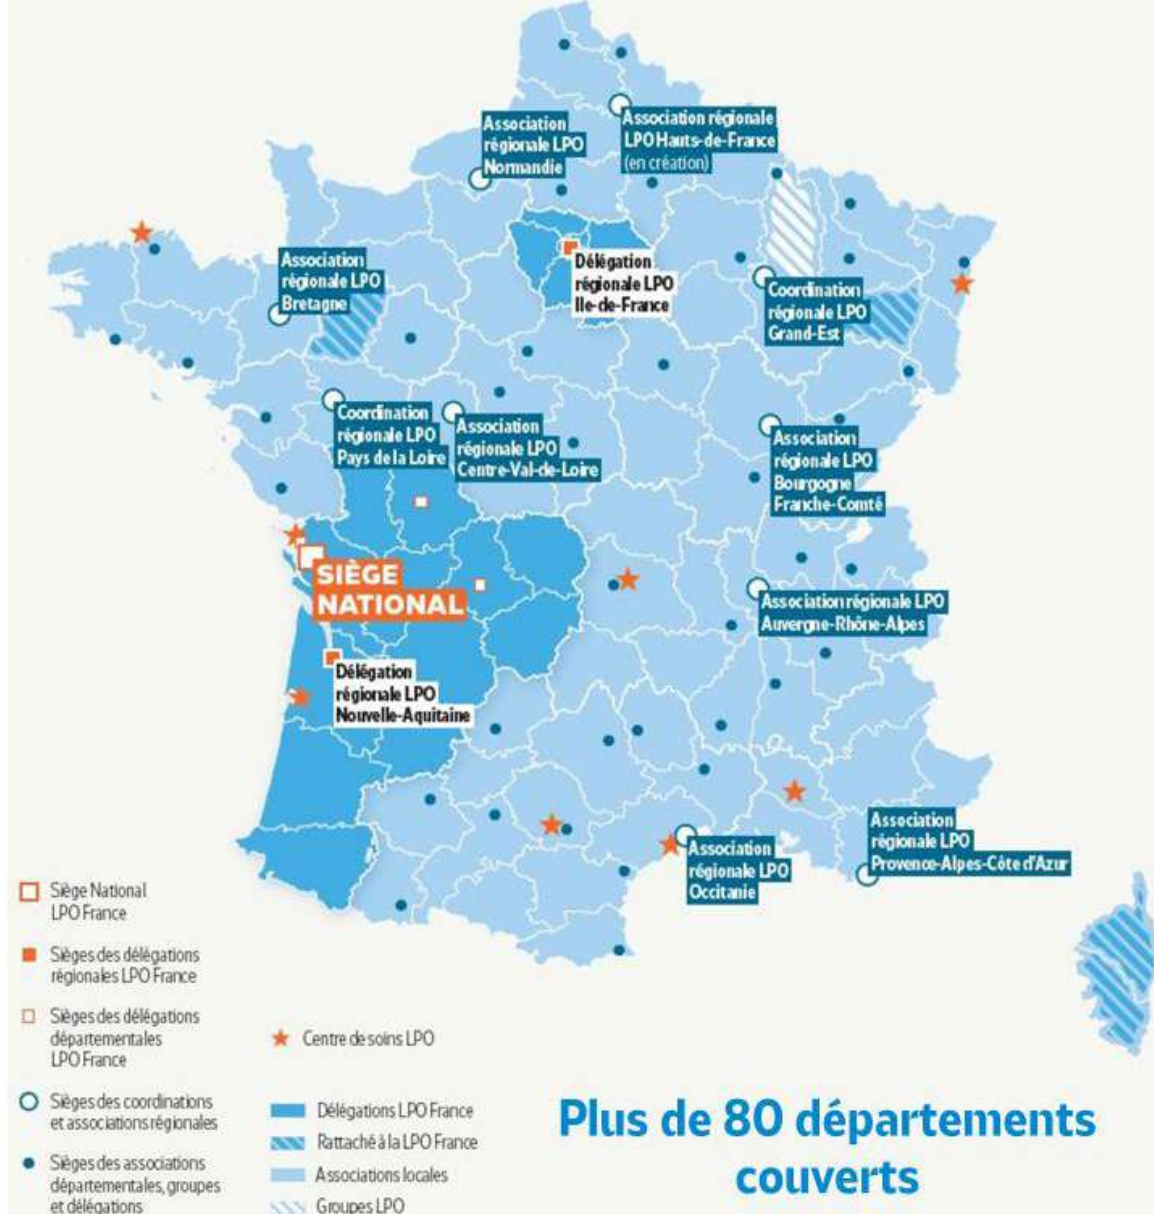 Association régionale
LPO Hauts-de-France
(en création)
Association
régionale LPO
Normandie
Association
régionale LPO
Bretagne
Délégation
régionale LPO
Ile-de-France
Coordination
régionale LPO
Grand-Est
Coordination
régionale LPO
Pays de la Loire
Association
régionale LPO
Centre-Val-de-Loire
Association
régionale LPO
Bourgogne
Franche-Comté
SIÈGE
NATIONAL
Association régionale LPO
Auvergne-Rhône-Alpes
Délégation
régionale LPO
Nouvelle-Aquitaine
Association
régionale LPO
Occitanie
Association
régionale LPO
Provence-Alpes-Côte d'Azur
Siège National
LPO France
Sièges des délégations
régionales LPO France
Sièges des délégations
départementales
LPO France
Sièges des coordinations
et associations régionales
Sièges des associations
départementales, groupes
et délégations
Centre de soins LPO
Délégations LPO France
Rattaché à la LPO France
Associations locales
Groupes LPO
Plus de 80 départements
couverts